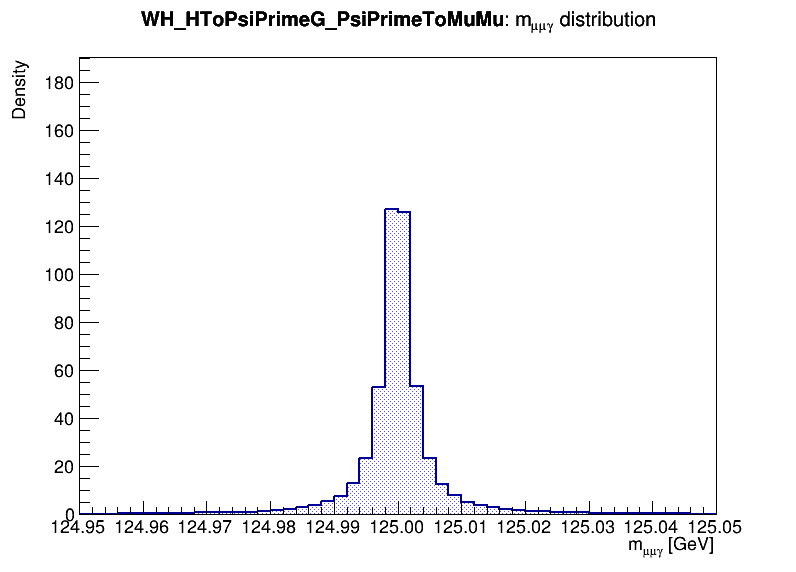 WH_HToPsiPrimeG_PsiPrimeToMuMu: mμμγ distribution
Density
180
160
140
120
100
80
60
40
20
0
124.95 124.96 124.97 124.98 124.99 125.00 125.01 125.02 125.03 125.04 125.05
mμμγ [GeV]